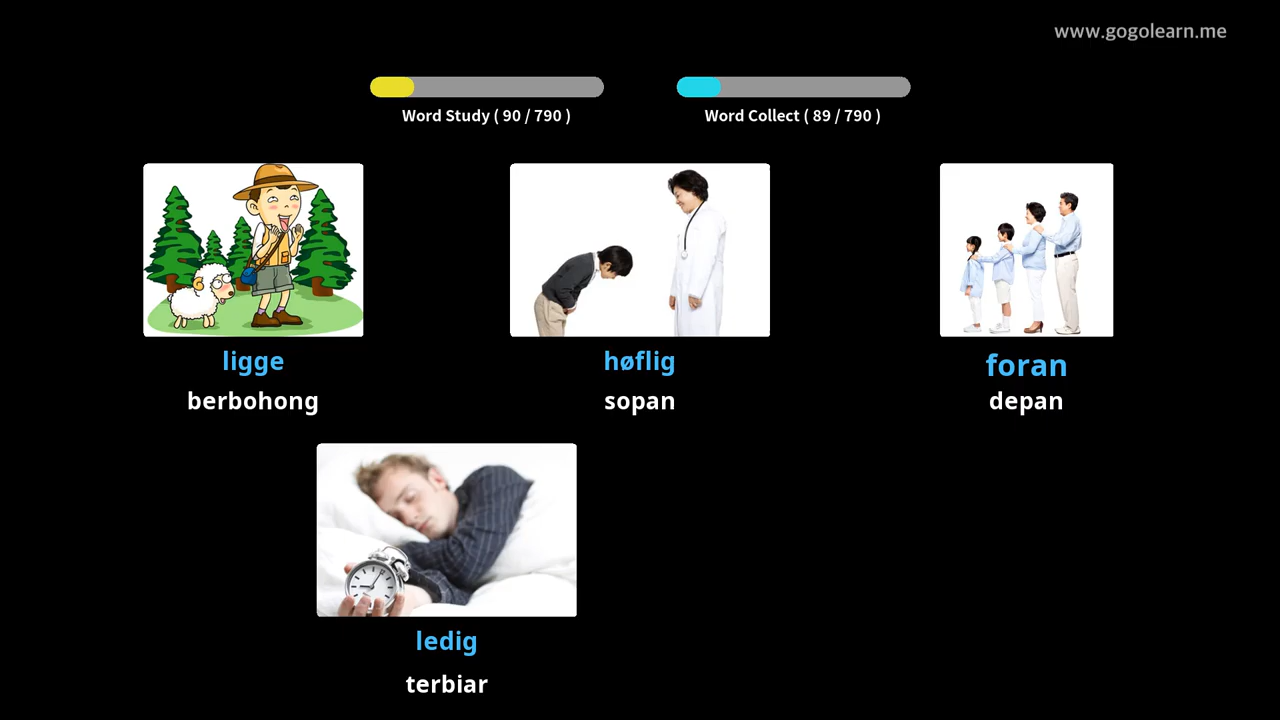 www.gogolearn.me
Word Study ( 90 / 790 )
Word Collect ( 89 / 790 )
ligge
berbohong
høflig
sopan
foran
depan
ledig
terbiar